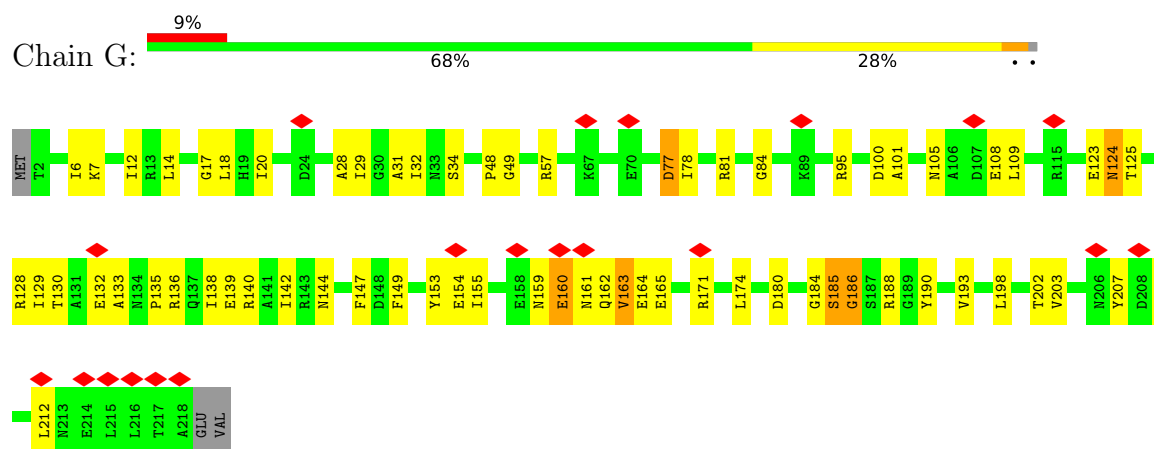 9%
Chain G:
68% 28% • •
MET T2 I6 K7 I12 R13 L14 G17 L18 H19 I20 D24 A28 I29 G30 A31 I32 N33 S34 P48 G49 R57 K67 E70 D77 I78 R81 G84 K89 R95 D100 A101 N105 A106 D107 E108 L109 R115 E123 N124 T125
R128 I129 T130 A131 E132 A133 N134 P135 R136 Q137 I138 E139 R140 A141 I142 R143 N144 F147 D148 F149 Y153 E154 I155 E158 N159 E160 N161 Q162 V163 E164 E165 R171 L174 D180 G184 S185 G186 S187 R188 G189 Y190 V193 L198 T202 V203 N206 Y207 D208
L212 N213 E214 L215 L216 T217 A218 GLU VAL